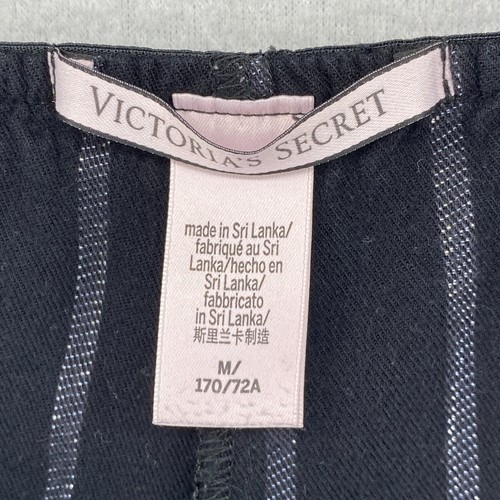 VICTORIA'S SECRET
made in Sri Lanka/
fabriqué au Sri
Lanka/hecho en
Sri Lanka/
fabbricato
in Sri Lanka/
斯里兰卡制造
M/
170/72A